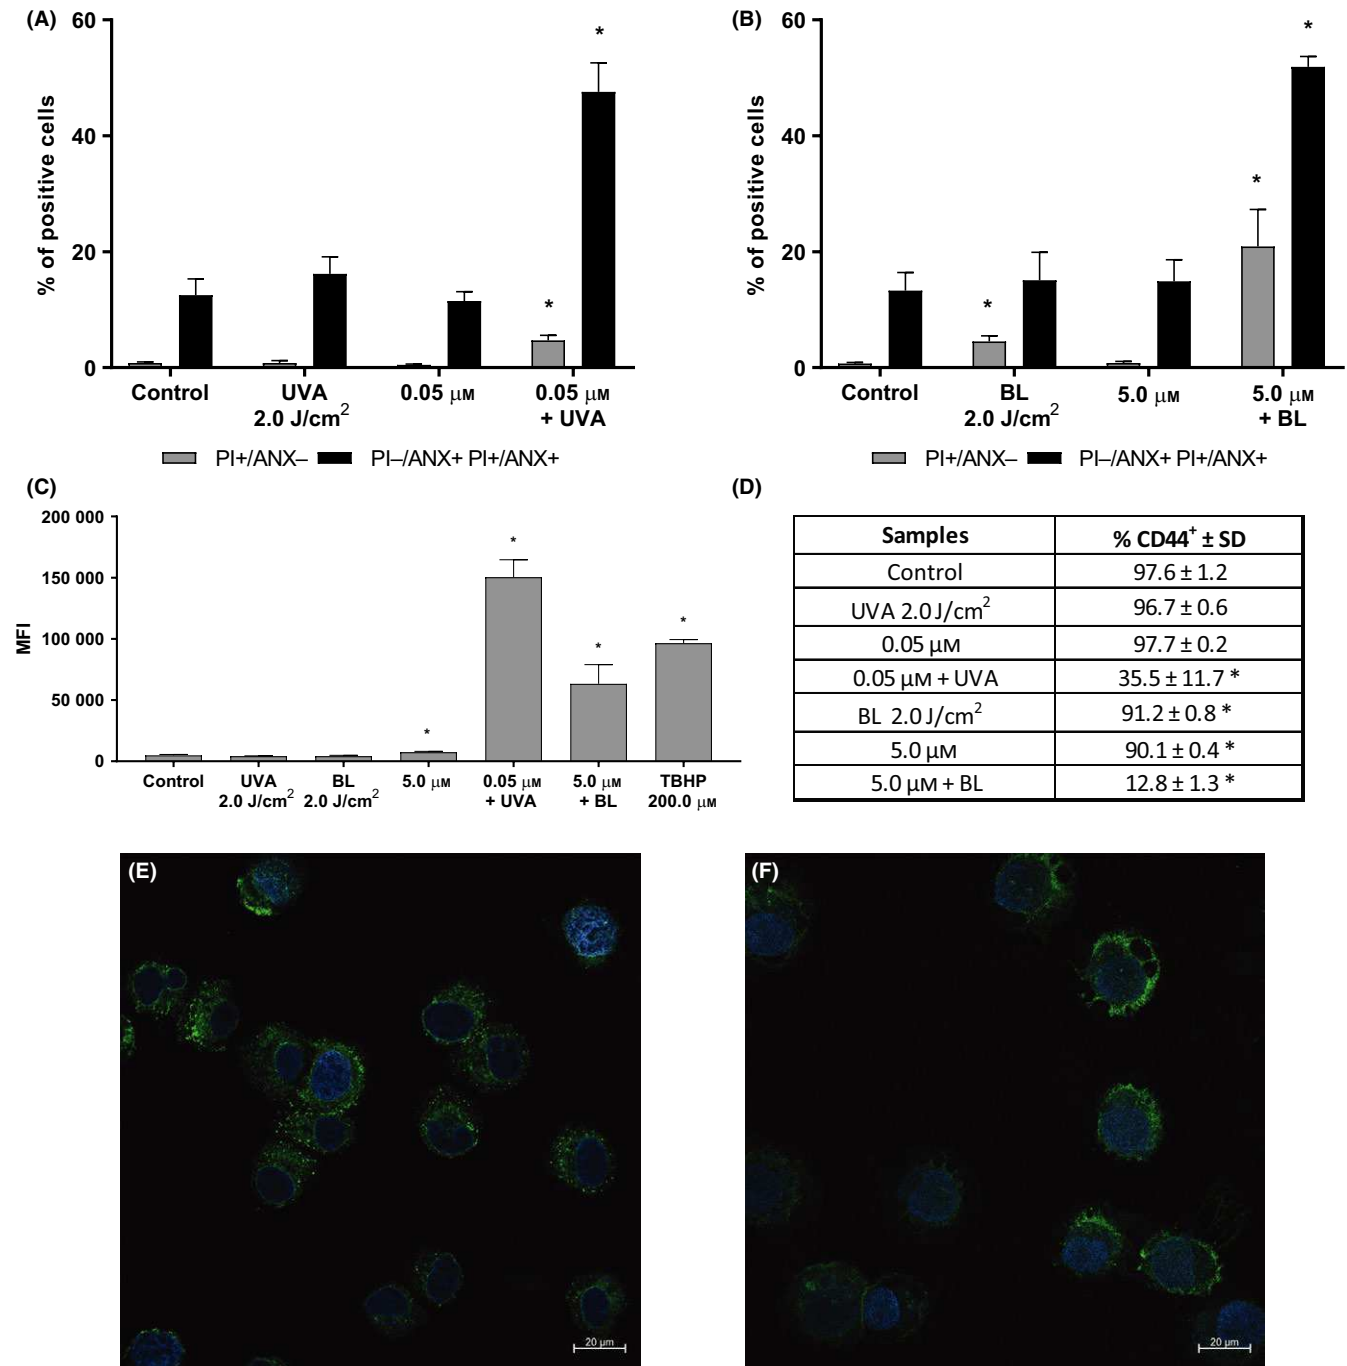 (A)
60
40
20
0
% of positive cells
*
*
Control
UVA
2.0 J/cm²
0.05 μM
0.05 μM
+ UVA
PI+/ANX–
PI–/ANX+ PI+/ANX+
(B)
60
40
20
0
% of positive cells
*
*
*
Control
BL
2.0 J/cm²
5.0 μM
5.0 μM
+ BL
PI+/ANX–
PI–/ANX+ PI+/ANX+
(C)
200 000
150 000
100 000
50 000
0
MFI
*
*
*
*
Control
UVA
2.0 J/cm²
BL
2.0 J/cm²
5.0 μM
0.05 μM
+ UVA
5.0 μM
+ BL
TBHP
200.0 μM
(D)
Samples % CD44⁺ ± SD
Control 97.6 ± 1.2
UVA 2.0 J/cm² 96.7 ± 0.6
0.05 μM 97.7 ± 0.2
0.05 μM + UVA 35.5 ± 11.7 *
BL 2.0 J/cm² 91.2 ± 0.8 *
5.0 μM 90.1 ± 0.4 *
5.0 μM + BL 12.8 ± 1.3 *
(E)
20 μm
(F)
20 μm